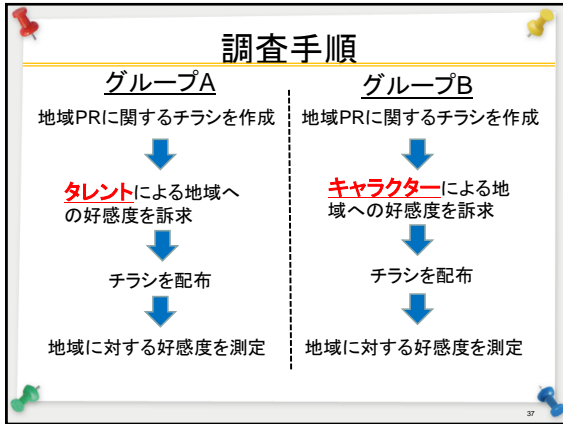 調査手順
グループA
地域PRに関するチラシを作成
タレントによる地域へ
の好感度を訴求
チラシを配布
地域に対する好感度を測定
グループB
地域PRに関するチラシを作成
キャラクターによる地
域への好感度を訴求
チラシを配布
地域に対する好感度を測定
37